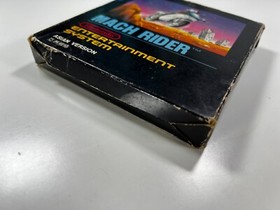 MACH RIDER
ENTERTAINMENT
SYSTEM
ASIAN VERSION